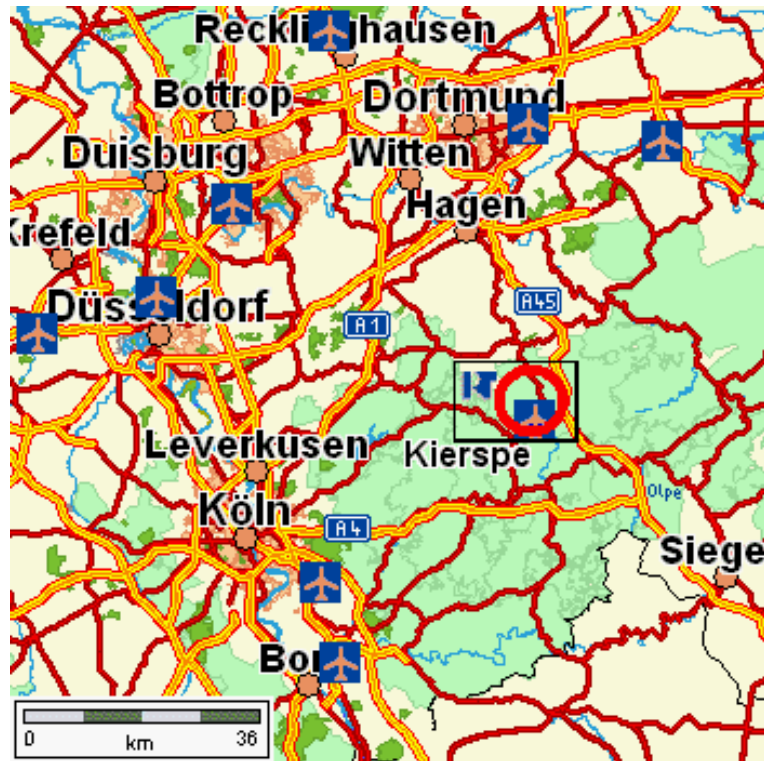 Recklinghausen
Bottrop
Dortmund
Duisburg
Witten
Hagen
Krefeld
A45
Düsseldorf
A1
Leverkusen
Kierspe
Olpe
Köln
A4
Siege
0 km 36